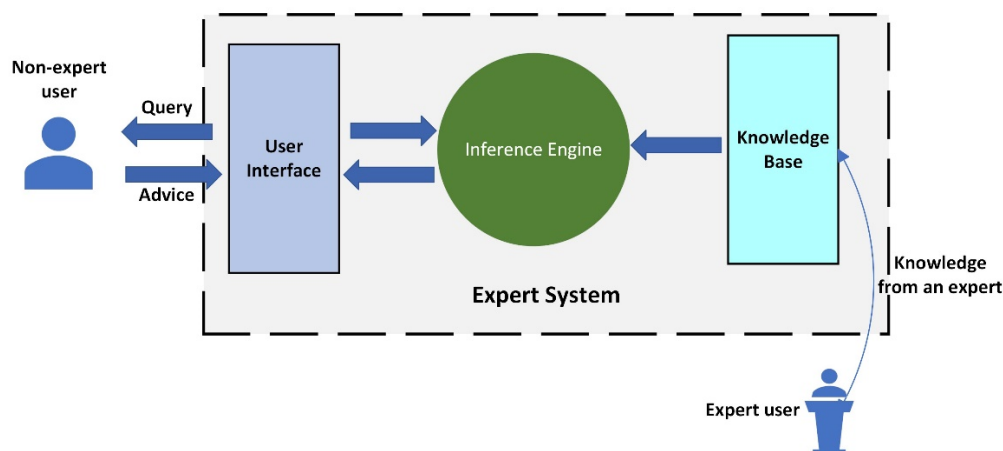 Non-expert
user
Query
Advice
User
Interface
Inference Engine
Knowledge
Base
Expert System
Knowledge
from an expert
Expert user